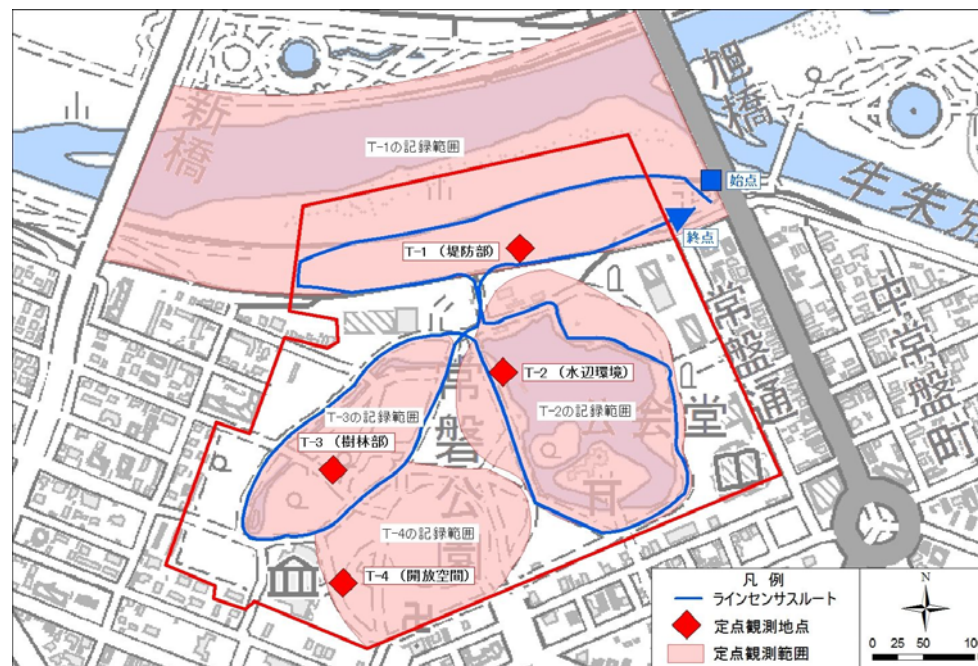 新橋
旭橋
T-1の記録範囲
始点
牛朱別
T-1 (堤防部)
終点
常盤通
中常盤町
T-2 (水辺環境)
T-3の記録範囲
T-2の記録範囲
公会堂
常磐公園
T-3 (樹林部)
T-4の記録範囲
T-4 (開放空間)
凡 例
ラインセンサスルート
定点観測地点
定点観測範囲
N
0 25 50 10